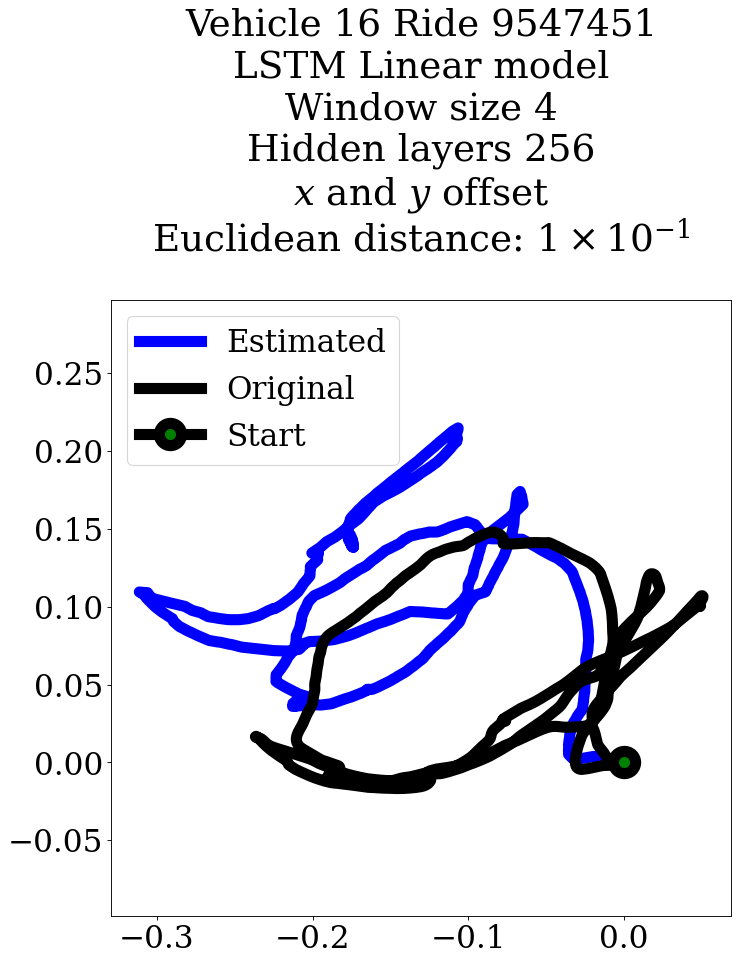 Vehicle 16 Ride 9547451
LSTM Linear model
Window size 4
Hidden layers 256
x and y offset
Euclidean distance: 1 × 10⁻¹
Estimated
Original
Start
0.25
0.20
0.15
0.10
0.05
0.00
−0.05
−0.3 −0.2 −0.1 0.0